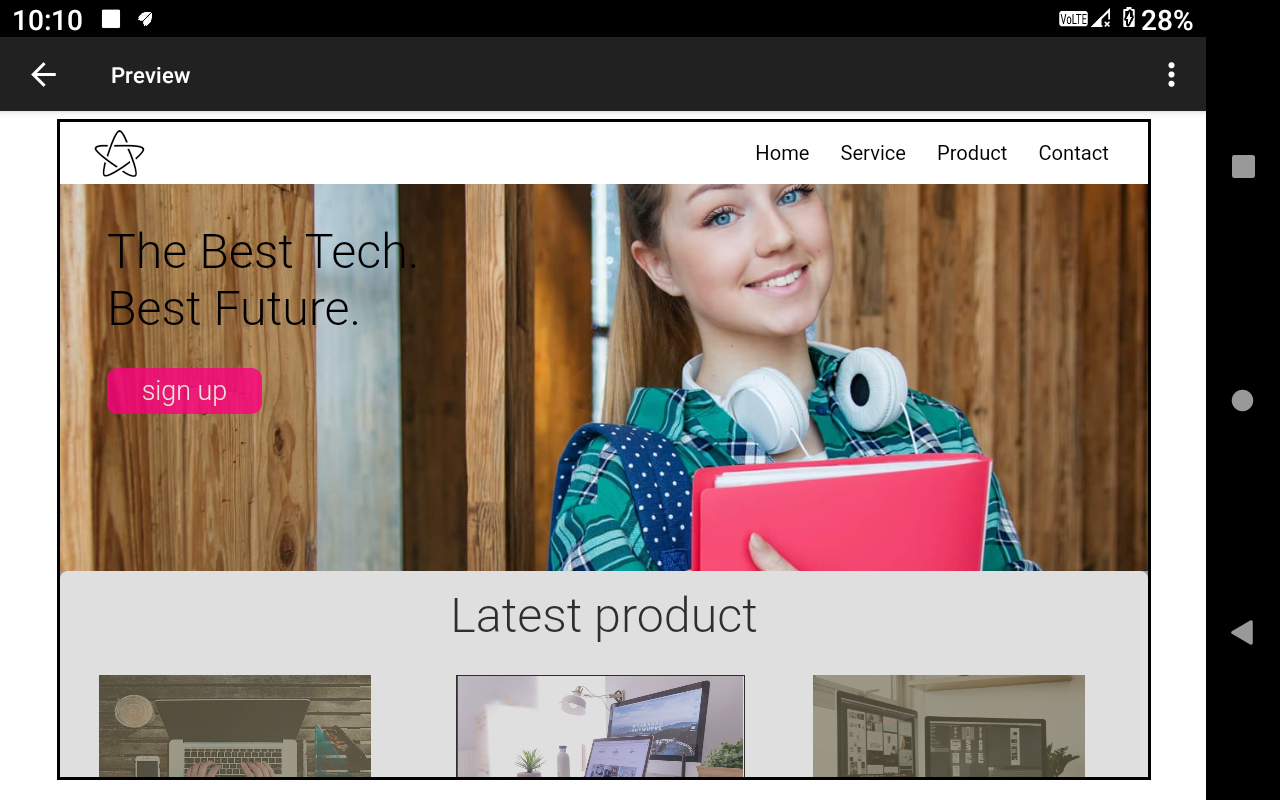 10:10
VoLTE
28%
Preview
Home Service Product Contact
The Best Tech.
Best Future.
sign up
Latest product